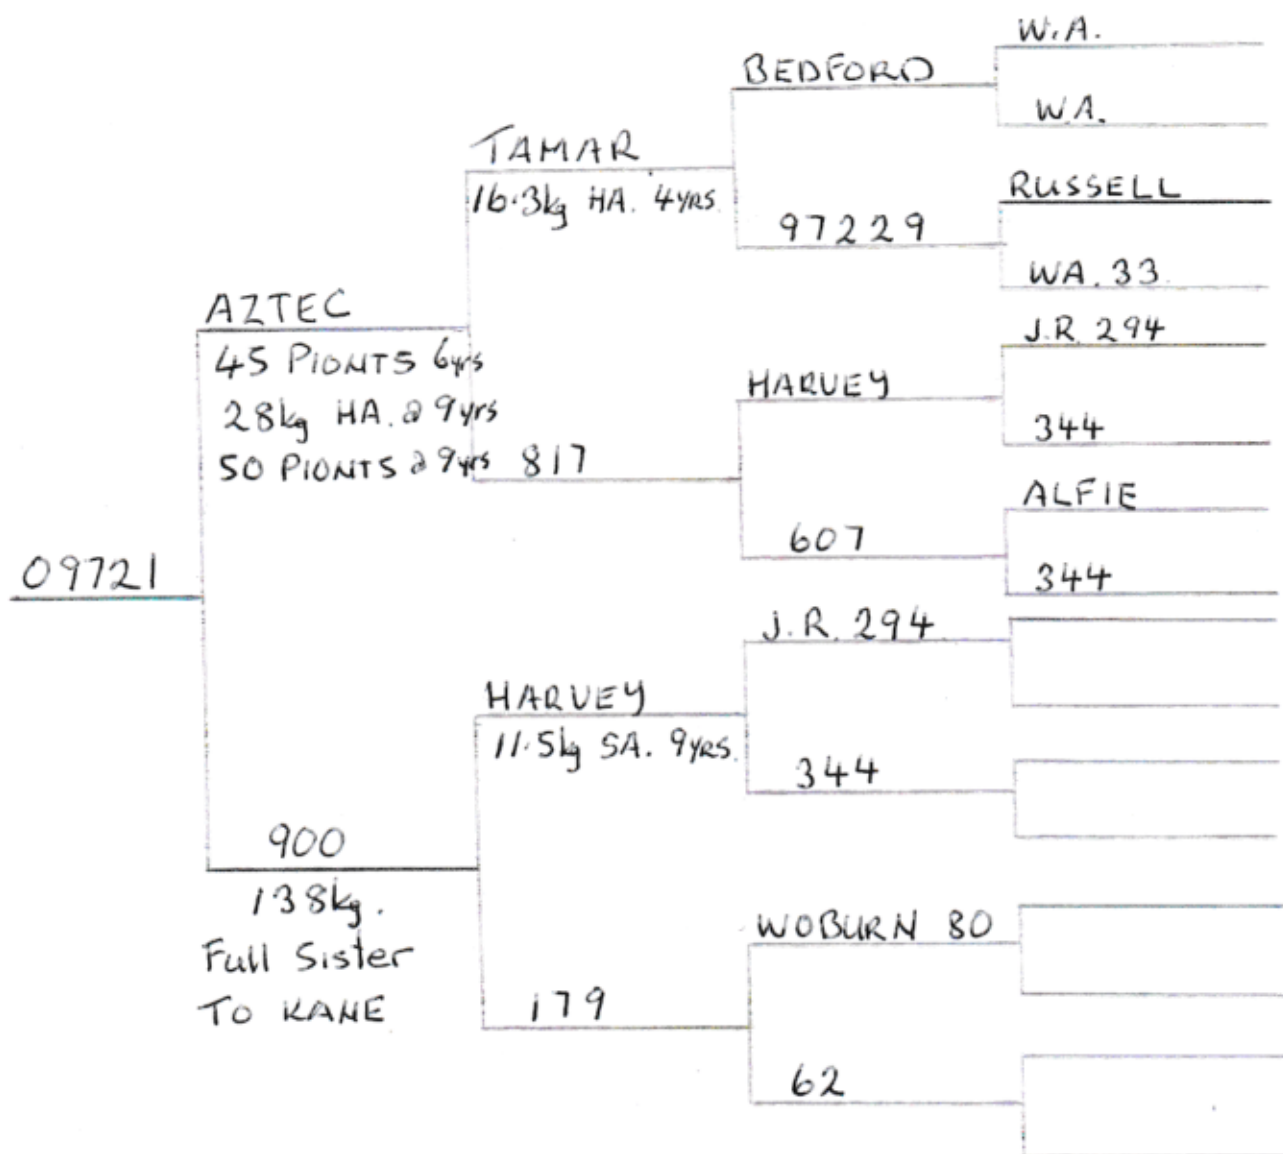 W.A.
BEDFORD
W.A.
TAMAR
16.3kg HA. 4YRS.
RUSSELL
97229
WA. 33.
AZTEC
45 PIONTS 6yrs
28kg HA. @ 9yrs
50 PIONTS @ 9yrs
J.R. 294
HARVEY
344
817
ALFIE
607
344
09721
J.R. 294
HARVEY
11.5kg SA. 9YRS.
344
900
138kg.
Full Sister
TO KANE
WOBURN 80
179
62